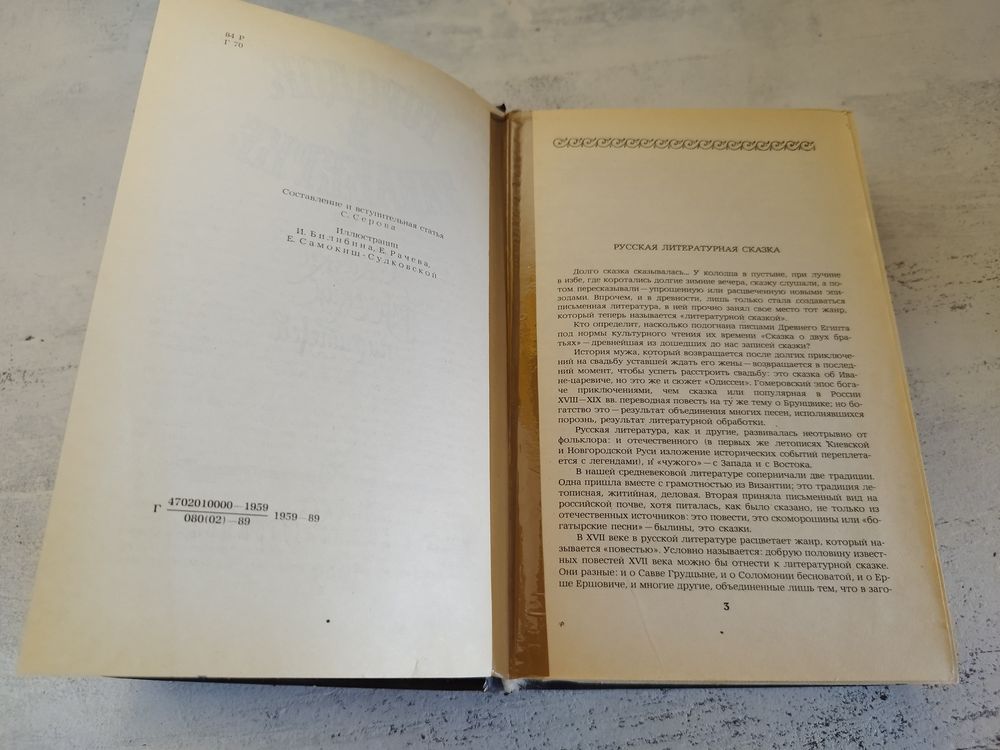 84 Р
Г 70
Составление и вступительная статья
С. Серова
Иллюстрации
И. Билибина, Е. Рачева,
Е. Самокиш-Судковской
Г 4702010000—1959
080(02)—89 1959—89
РУССКАЯ ЛИТЕРАТУРНАЯ СКАЗКА
Долго сказка сказывалась... У колодца в пустыне, при лучине
в избе, где коротались долгие зимние вечера, сказку слушали, а по-
том пересказывали—упрощенную или расцвеченную новыми эпи-
зодами. Впрочем, и в древности, лишь только стала создаваться
письменная литература, в ней прочно занял свое место тот жанр,
который теперь называется «литературной сказкой».
Кто определит, насколько подогнана писцами Древнего Египта
под нормы культурного чтения их времени «Сказка о двух бра-
тьях»—древнейшая из дошедших до нас записей сказки?
История мужа, который возвращается после долгих приключе-
ний на свадьбу уставшей ждать его жены—возвращается в послед-
ний момент, чтобы успеть расстроить свадьбу: это сказка об Ива-
не-царевиче, но это же и сюжет «Одиссеи». Гомеровский эпос бога-
че приключениями, чем сказка или популярная в России
XVIII—XIX вв. переводная повесть на ту же тему о Брунцвике; но бо-
гатство это—результат объединения многих песен, исполнявшихся
порознь, результат литературной обработки.
Русская литература, как и другие, развивалась неотрывно от
фольклора: и отечественного (в первых же летописях Киевской
и Новгородской Руси изложение исторических событий переплета-
ется с легендами), и «чужого»—с Запада и с Востока.
В нашей средневековой литературе соперничали две традиции.
Одна пришла вместе с грамотностью из Византии; это традиция ле-
тописная, житийная, деловая. Вторая приняла письменный вид на
российской почве, хотя питалась, как было сказано, не только из
отечественных источников: это повести, это скоморошины или «бо-
гатырские песни»—былины, это сказки.
В XVII веке в русской литературе расцветает жанр, который на-
зывается «повестью». Условно называется: добрую половину извест-
ных повестей XVII века можно бы отнести к литературной сказке.
Они разные: и о Савве Грудцыне, и о Соломонии бесноватой, и о Ер-
ше Ершовиче, и многие другие, объединенные лишь тем, что в заго-
3